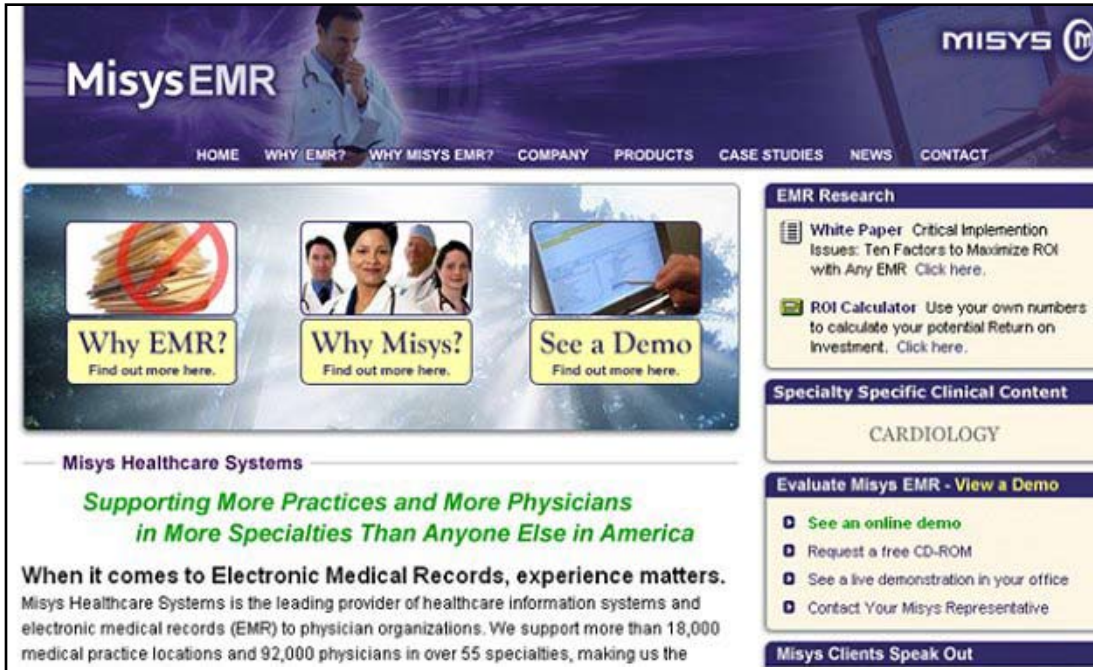 MisysEMR
MISYS
HOME WHY EMR? WHY MISYS EMR? COMPANY PRODUCTS CASE STUDIES NEWS CONTACT
Why EMR?
Find out more here.
Why Misys?
Find out more here.
See a Demo
Find out more here.
Misys Healthcare Systems
Supporting More Practices and More Physicians
in More Specialties Than Anyone Else in America
When it comes to Electronic Medical Records, experience matters.
Misys Healthcare Systems is the leading provider of healthcare information systems and
electronic medical records (EMR) to physician organizations. We support more than 18,000
medical practice locations and 92,000 physicians in over 55 specialties, making us the
EMR Research
White Paper Critical Implemention
Issues: Ten Factors to Maximize ROI
with Any EMR Click here.
ROI Calculator Use your own numbers
to calculate your potential Return on
Investment. Click here.
Specialty Specific Clinical Content
CARDIOLOGY
Evaluate Misys EMR - View a Demo
See an online demo
Request a free CD-ROM
See a live demonstration in your office
Contact Your Misys Representative
Misys Clients Speak Out